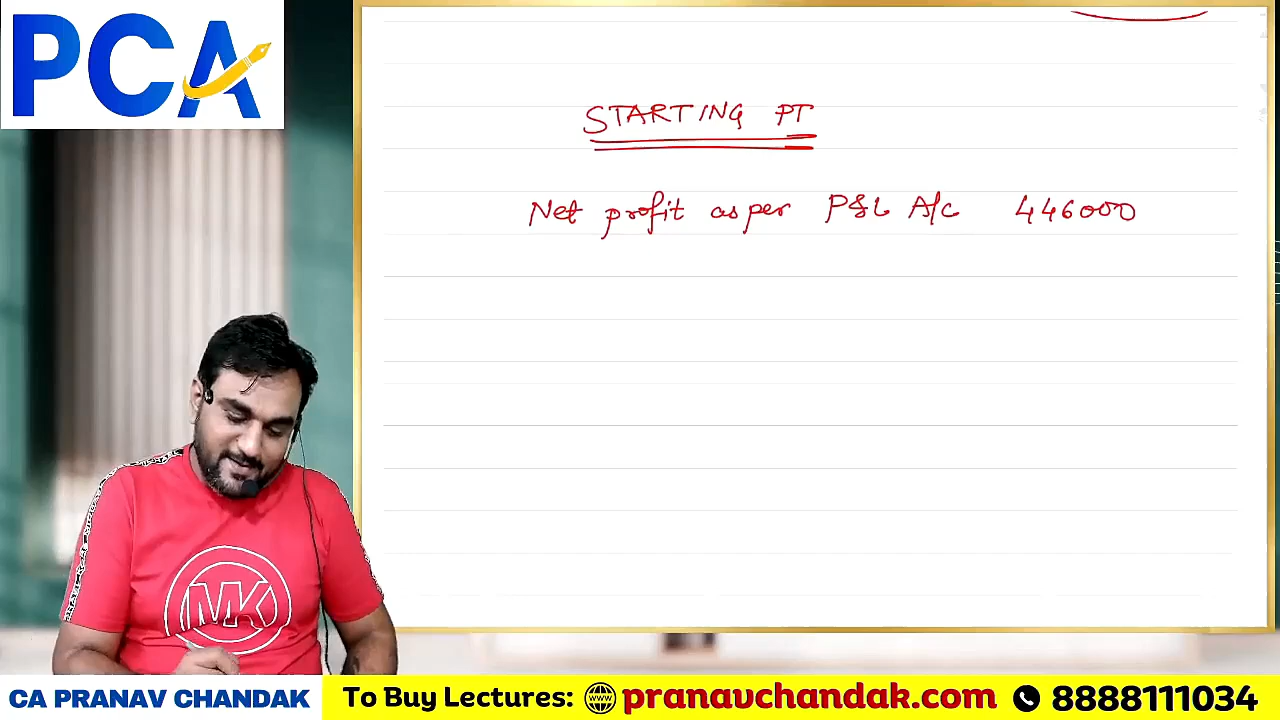 PCA
STARTING PT
Net profit as per P&L A/c 446000
MK
CA PRANAV CHANDAK
To Buy Lectures: pranavchandak.com 8888111034